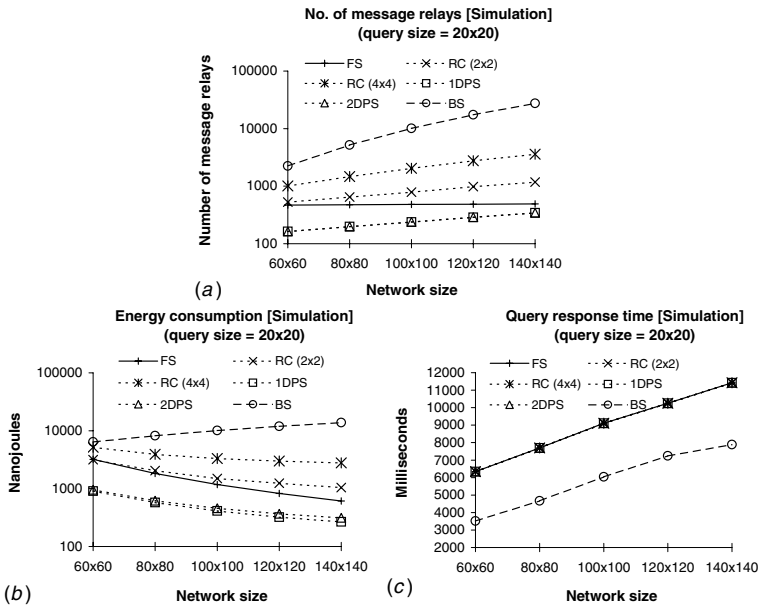 No. of message relays [Simulation]
(query size = 20x20)
FS
RC (2x2)
RC (4x4)
1DPS
2DPS
BS
Number of message relays
100000
10000
1000
100
60x60 80x80 100x100 120x120 140x140
Network size
(a)
Energy consumption [Simulation]
(query size = 20x20)
FS
RC (2x2)
RC (4x4)
1DPS
2DPS
BS
Nanojoules
100000
10000
1000
100
60x60 80x80 100x100 120x120 140x140
Network size
(b)
Query response time [Simulation]
(query size = 20x20)
FS
RC (2x2)
RC (4x4)
1DPS
2DPS
BS
Milliseconds
12000
11000
10000
9000
8000
7000
6000
5000
4000
3000
2000
60x60 80x80 100x100 120x120 140x140
Network size
(c)